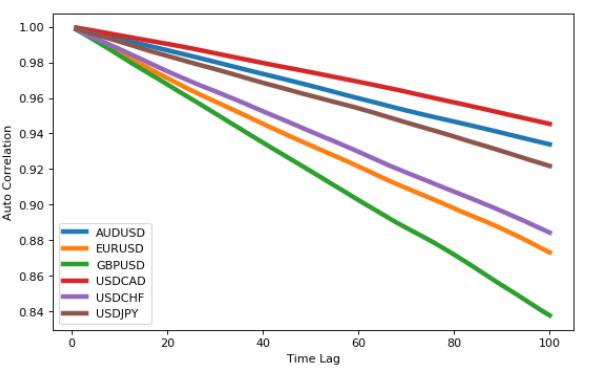 1.00
0.98
0.96
0.94
0.92
0.90
0.88
0.86
0.84
Auto Correlation
AUDUSD
EURUSD
GBPUSD
USDCAD
USDCHF
USDJPY
0 20 40 60 80 100
Time Lag